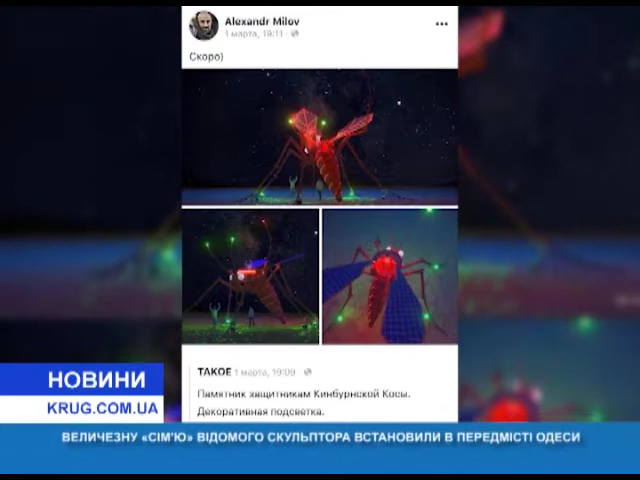 Alexandr Milov
1 марта, 19:11
Скоро)
ТАКОЕ 1 марта, 19:09
Памятник защитникам Кинбурнской Косы.
Декоративная подсветка.
НОВИНИ
KRUG.COM.UA
ВЕЛИЧЕЗНУ «СІМ'Ю» ВІДОМОГО СКУЛЬПТОРА ВСТАНОВИЛИ В ПЕРЕДМІСТІ ОДЕСИ